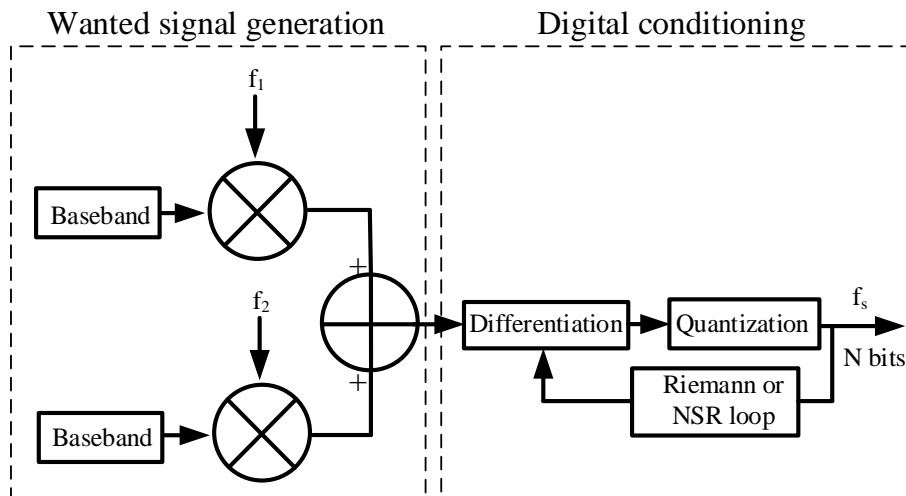 Wanted signal generation
Digital conditioning
f1
Baseband
+
f2
+
Baseband
Differentiation
Quantization
fs
N bits
Riemann or
NSR loop